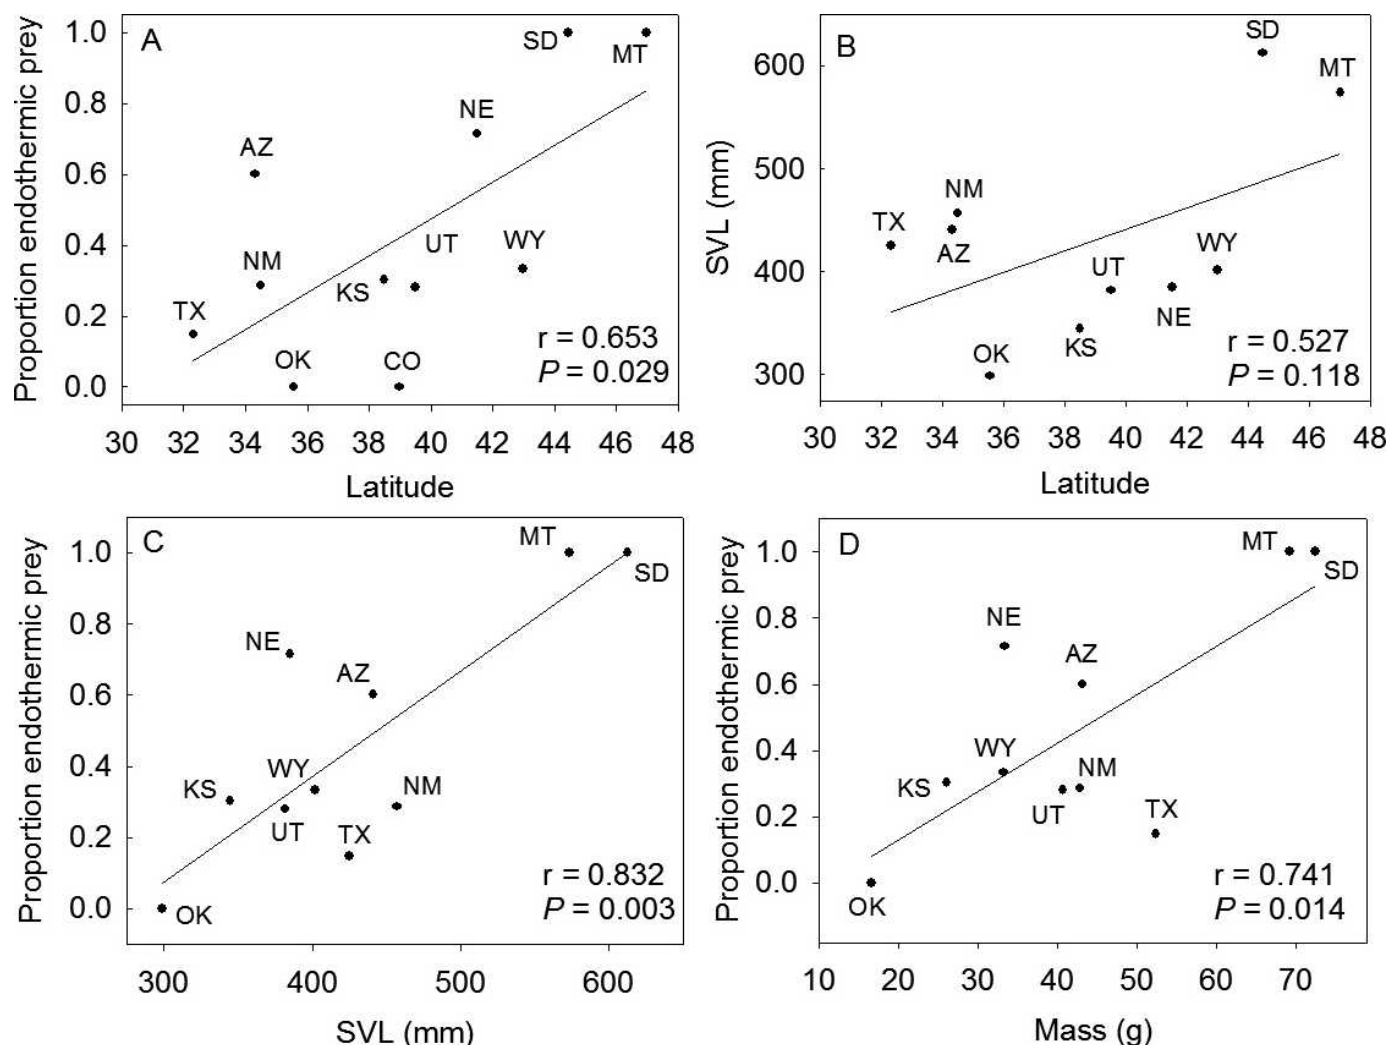 A
Proportion endothermic prey
1.0
0.8
0.6
0.4
0.2
0.0
SD
MT
NE
AZ
UT
WY
NM
KS
TX
OK
CO
r = 0.653
P = 0.029
30 32 34 36 38 40 42 44 46 48
Latitude
B
SVL (mm)
600
500
400
300
SD
MT
NM
TX
AZ
WY
UT
NE
KS
OK
r = 0.527
P = 0.118
30 32 34 36 38 40 42 44 46 48
Latitude
C
Proportion endothermic prey
1.0
0.8
0.6
0.4
0.2
0.0
MT
SD
NE
AZ
WY
KS
NM
UT
TX
OK
r = 0.832
P = 0.003
300 400 500 600
SVL (mm)
D
Proportion endothermic prey
1.0
0.8
0.6
0.4
0.2
0.0
MT
SD
NE
AZ
WY
KS
NM
UT
TX
OK
r = 0.741
P = 0.014
10 20 30 40 50 60 70
Mass (g)